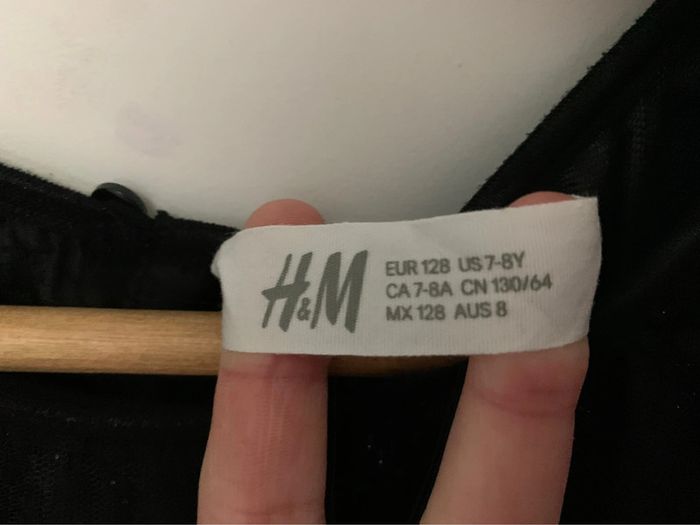 H&M
EUR 128 US 7-8Y
CA 7-8A CN 130/64
MX 128 AUS 8